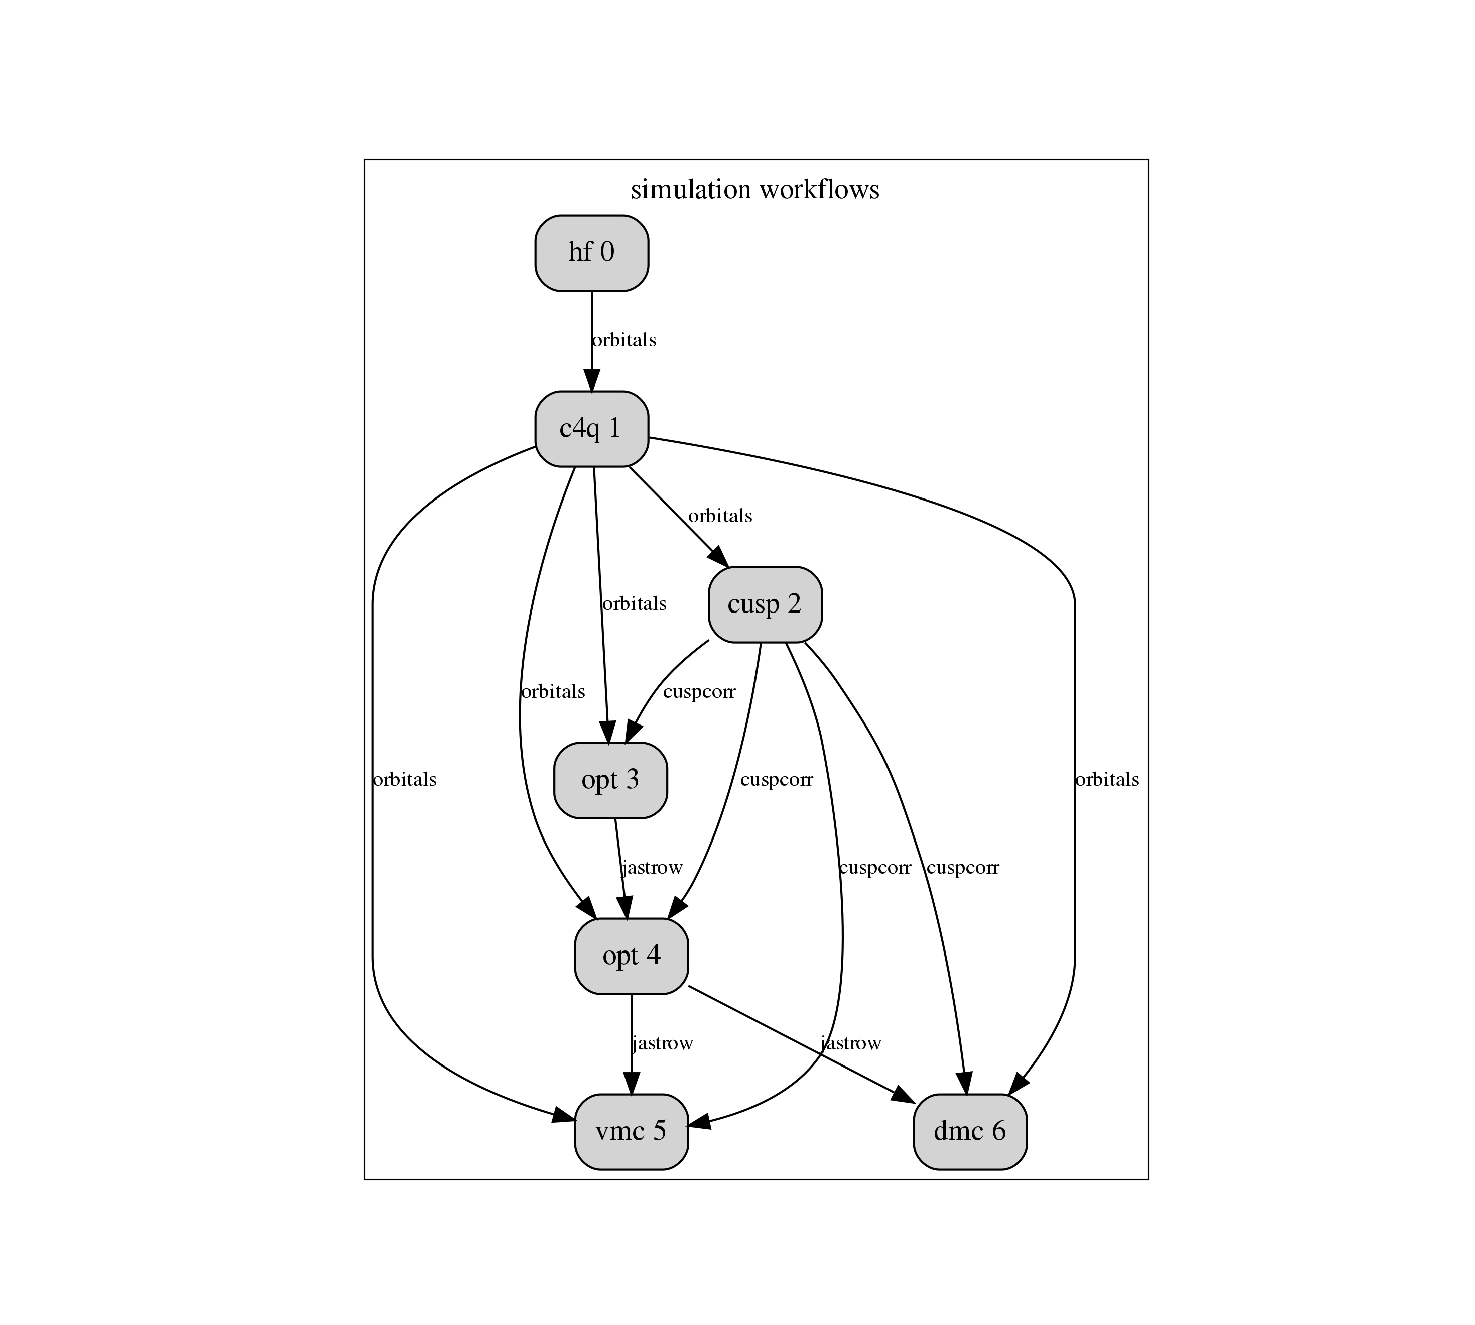 simulation workflows
hf 0
orbitals
c4q 1
orbitals
cusp 2
orbitals
orbitals
cuspcorr
opt 3
orbitals
cuspcorr
orbitals
jastrow
cuspcorr
cuspcorr
opt 4
jastrow
jastrow
vmc 5
dmc 6